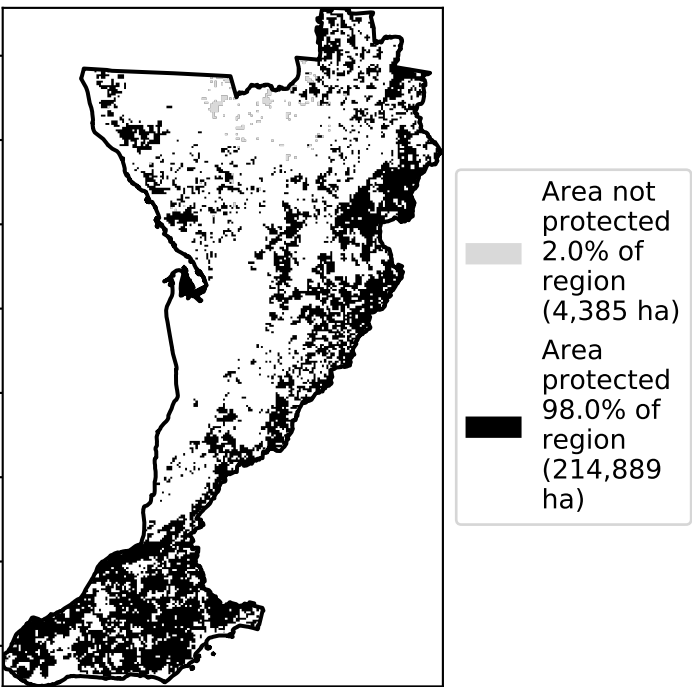 Area not
protected
2.0% of
region
(4,385 ha)
Area
protected
98.0% of
region
(214,889
ha)